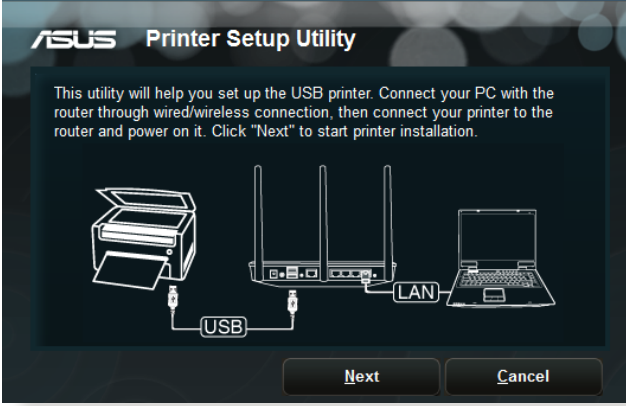 ASUS Printer Setup Utility
This utility will help you set up the USB printer. Connect your PC with the
router through wired/wireless connection, then connect your printer to the
router and power on it. Click "Next" to start printer installation.
LAN
USB
Next Cancel